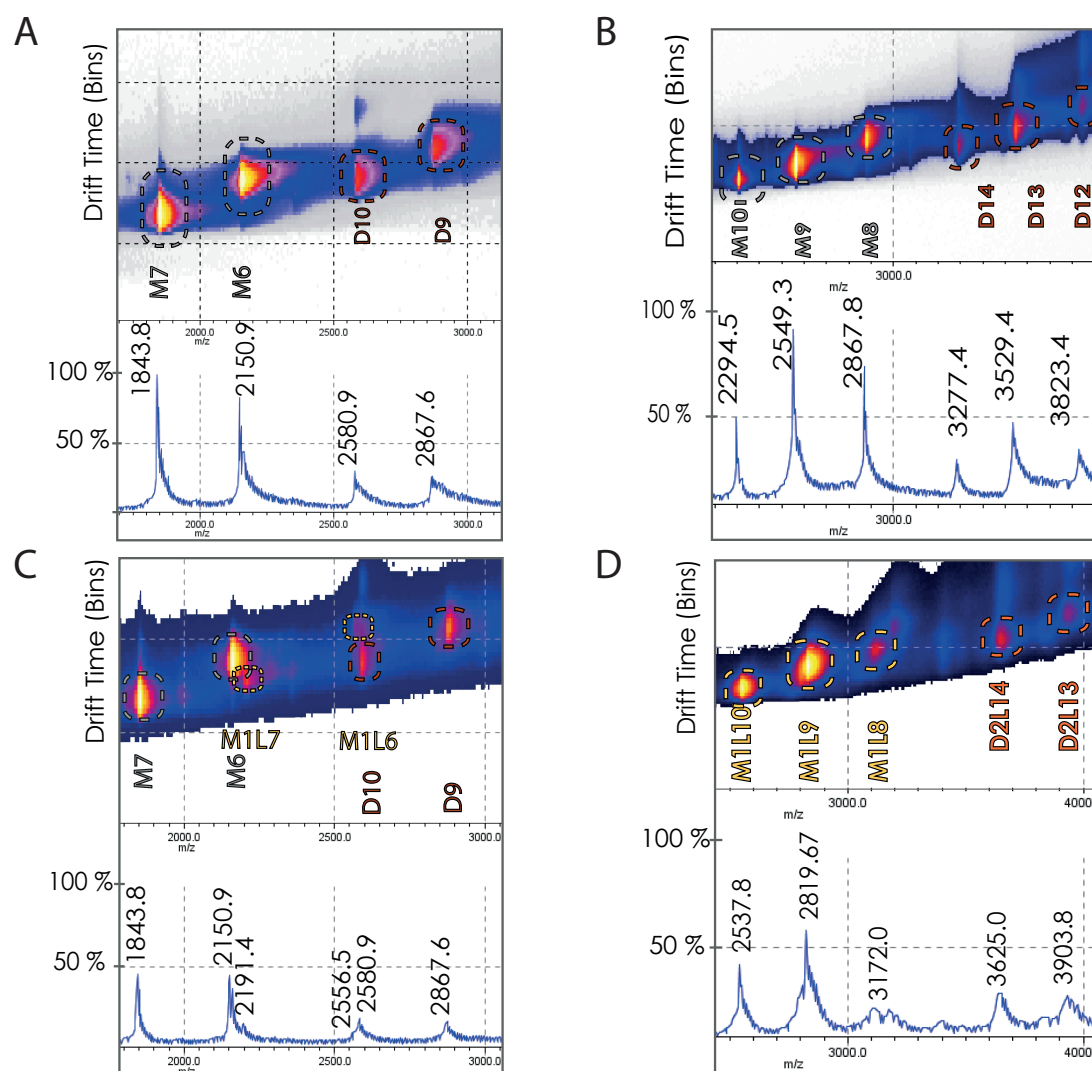 A
Drift Time (Bins)
M7
M6
D10
D9
2000.0
2500.0
3000.0
m/z
100 %
50 %
1843.8
2150.9
2580.9
2867.6
2000.0
2500.0
3000.0
m/z
B
Drift Time (Bins)
M10
M9
M8
D14
D13
D12
3000.0
m/z
100 %
50 %
2294.5
2549.3
2867.8
3277.4
3529.4
3823.4
3000.0
m/z
C
Drift Time (Bins)
M7
M6
M1L7
M1L6
D10
D9
2000.0
2500.0
3000.0
m/z
100 %
50 %
1843.8
2150.9
2191.4
2556.5
2580.9
2867.6
2000.0
2500.0
3000.0
m/z
D
Drift Time (Bins)
M1L10
M1L9
M1L8
D2L14
D2L13
3000.0
4000
m/z
100 %
50 %
2537.8
2819.67
3172.0
3625.0
3903.8
3000.0
4000
m/z